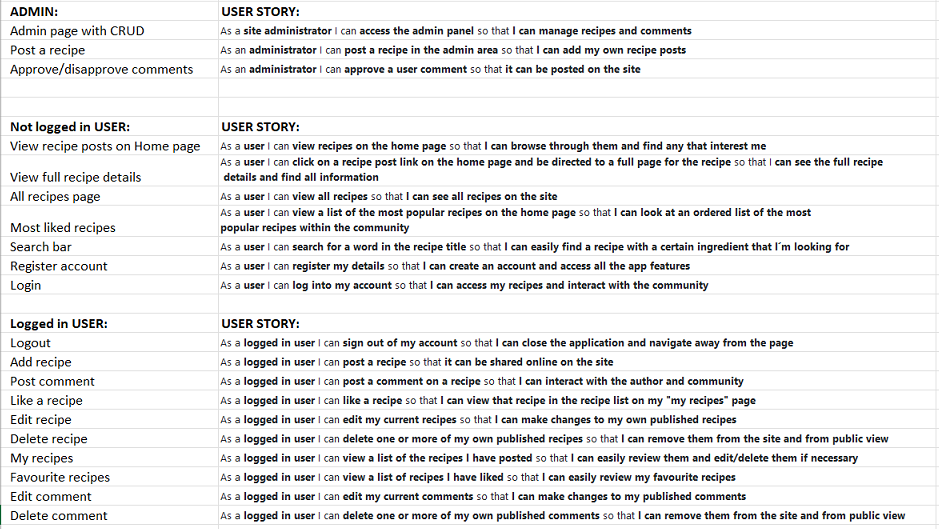 ADMIN: USER STORY:
Admin page with CRUD As a site administrator I can access the admin panel so that I can manage recipes and comments
Post a recipe As an administrator I can post a recipe in the admin area so that I can add my own recipe posts
Approve/disapprove comments As an administrator I can approve a user comment so that it can be posted on the site
Not logged in USER: USER STORY:
View recipe posts on Home page As a user I can view recipes on the home page so that I can browse through them and find any that interest me
As a user I can click on a recipe post link on the home page and be directed to a full page for the recipe so that I can see the full recipe
View full recipe details details and find all information
All recipes page As a user I can view all recipes so that I can see all recipes on the site
As a user I can view a list of the most popular recipes on the home page so that I can look at an ordered list of the most
Most liked recipes popular recipes within the community
Search bar As a user I can search for a word in the recipe title so that I can easily find a recipe with a certain ingredient that I´m looking for
Register account As a user I can register my details so that I can create an account and access all the app features
Login As a user I can log into my account so that I can access my recipes and interact with the community
Logged in USER: USER STORY:
Logout As a logged in user I can sign out of my account so that I can close the application and navigate away from the page
Add recipe As a logged in user I can post a recipe so that it can be shared online on the site
Post comment As a logged in user I can post a comment on a recipe so that I can interact with the author and community
Like a recipe As a logged in user I can like a recipe so that I can view that recipe in the recipe list on my "my recipes" page
Edit recipe As a logged in user I can edit my current recipes so that I can make changes to my own published recipes
Delete recipe As a logged in user I can delete one or more of my own published recipes so that I can remove them from the site and from public view
My recipes As a logged in user I can view a list of the recipes I have posted so that I can easily review them and edit/delete them if necessary
Favourite recipes As a logged in user I can view a list of recipes I have liked so that I can easily review my favourite recipes
Edit comment As a logged in user I can edit my current comments so that I can make changes to my published comments
Delete comment As a logged in user I can delete one or more of my own published comments so that I can remove them from the site and from public view